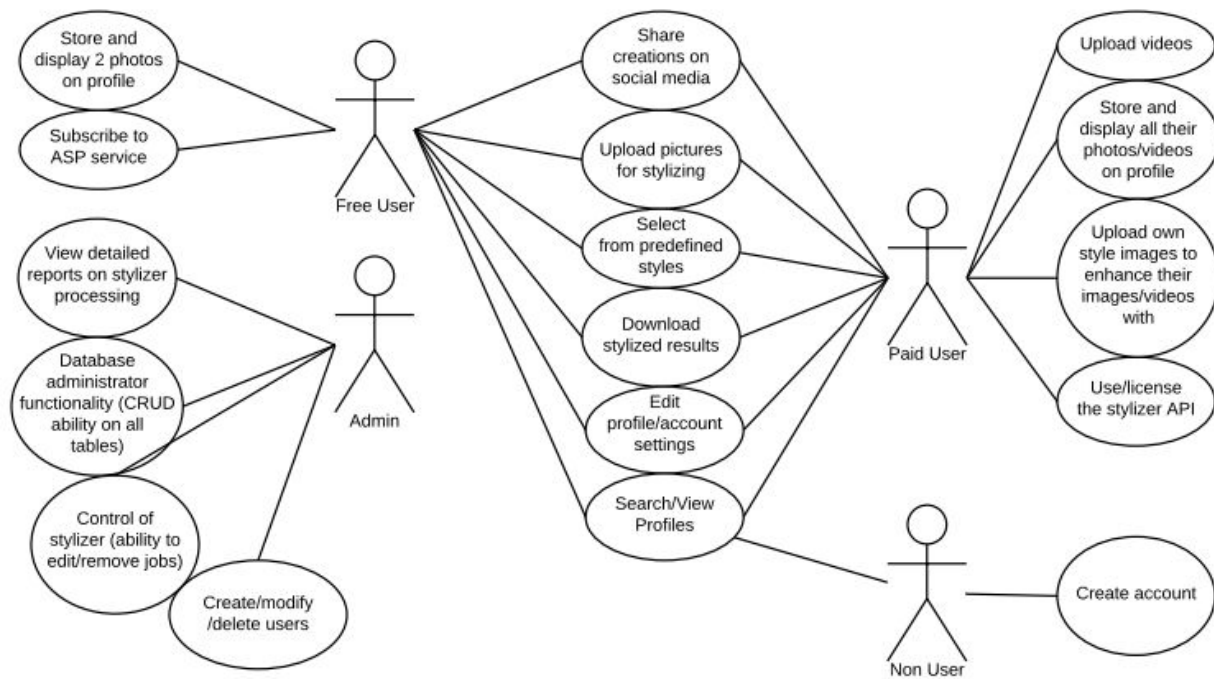 Store and
display 2 photos
on profile
Subscribe to
ASP service
Free User
View detailed
reports on stylizer
processing
Database
administrator
functionality (CRUD
ability on all
tables)
Control of
stylizer (ability to
edit/remove jobs)
Create/modify
/delete users
Admin
Share
creations on
social media
Upload pictures
for stylizing
Select
from predefined
styles
Download
stylized results
Edit
profile/account
settings
Search/View
Profiles
Paid User
Non User
Upload videos
Store and
display all their
photos/videos
on profile
Upload own
style images to
enhance their
images/videos
with
Use/license
the stylizer API
Create account